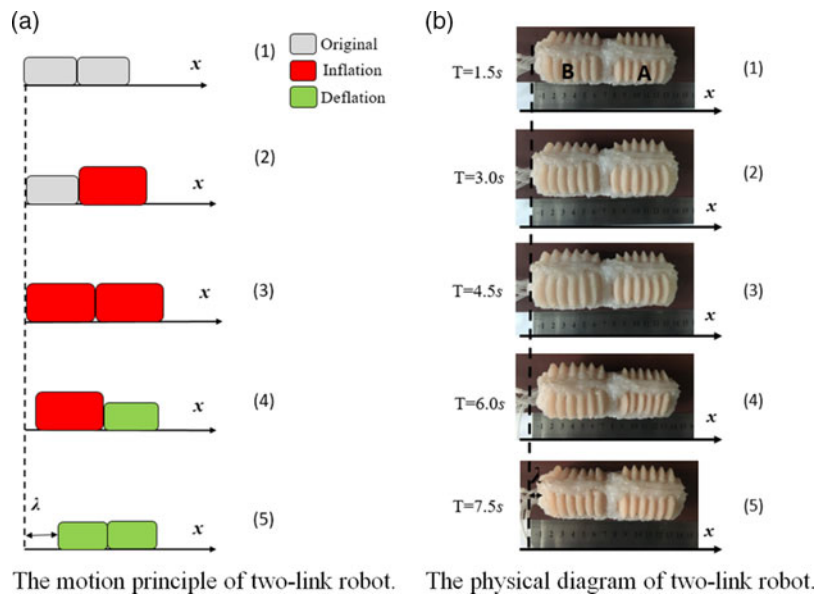 (a)
(1)
x
Original
Inflation
Deflation
(2)
x
(3)
x
(4)
x
λ
(5)
x
The motion principle of two-link robot.
(b)
T=1.5s
B
A
(1)
x
T=3.0s
(2)
x
T=4.5s
(3)
x
T=6.0s
(4)
x
λ
T=7.5s
(5)
x
The physical diagram of two-link robot.